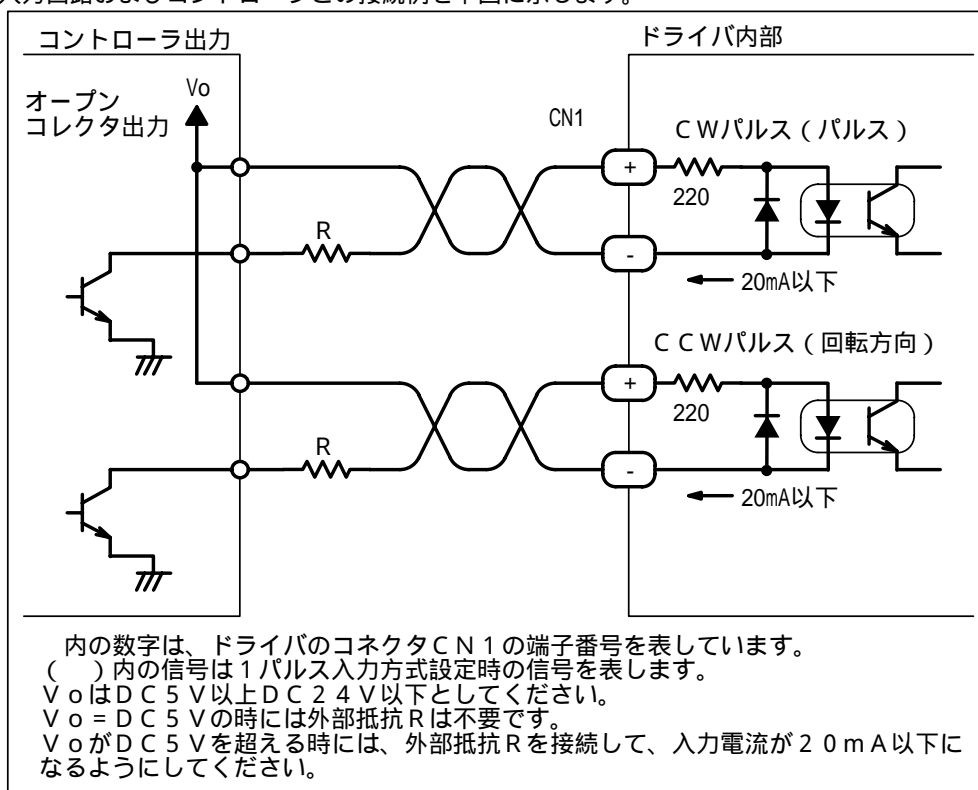 入力回路およびコントローラとの接続例を下図に示します。
コントローラ出力
ドライバ内部
オープン
コレクタ出力
Vo
CN1
ＣＷパルス（パルス）
+
220
R
-
20mA以下
ＣＣＷパルス（回転方向）
+
220
R
-
20mA以下
内の数字は、ドライバのコネクタＣＮ１の端子番号を表しています。
（　）内の信号は１パルス入力方式設定時の信号を表します。
ＶｏはＤＣ５Ｖ以上ＤＣ２４Ｖ以下としてください。
Ｖｏ＝ＤＣ５Ｖの時には外部抵抗Ｒは不要です。
ＶｏがＤＣ５Ｖを超える時には、外部抵抗Ｒを接続して、入力電流が２０ｍＡ以下に
なるようにしてください。